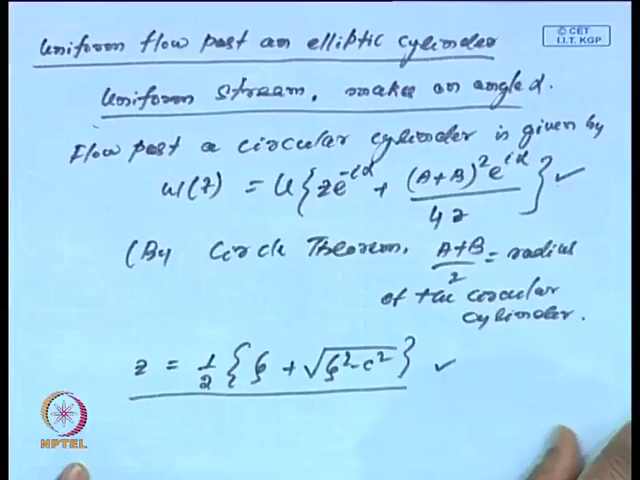 Uniform flow past an elliptic cylinder
© CET
I.I.T. KGP
Uniform stream, makes an angle α.
Flow past a circular cylinder is given by
w(z) = U{ze^{-iα} + (A+B)^2 e^{iα} / 4z} ✓
(By Circle Theorem, (A+B)/2 = radius
of the circular
cylinder.
z = 1/2 {ζ + √(ζ^2-c^2)} ✓
NPTEL